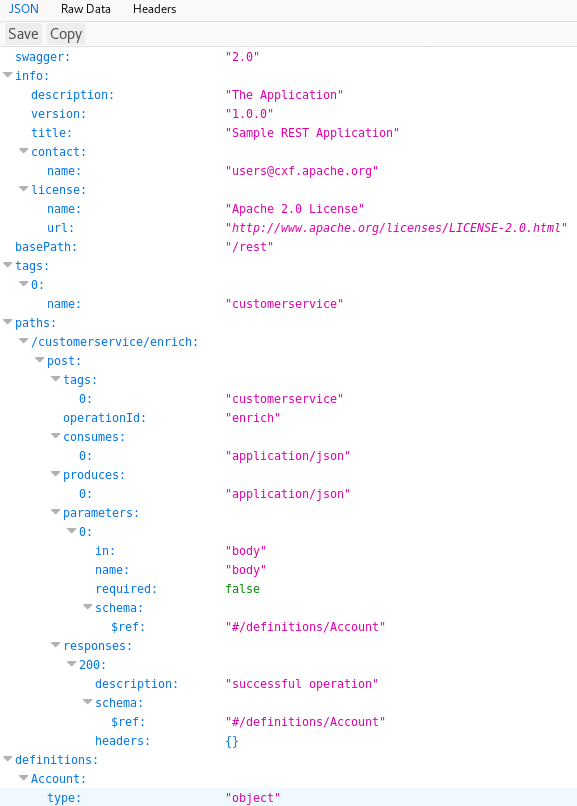 JSON Raw Data Headers
Save Copy
swagger: "2.0"
info:
description: "The Application"
version: "1.0.0"
title: "Sample REST Application"
contact:
name: "users@cxf.apache.org"
license:
name: "Apache 2.0 License"
url: "http://www.apache.org/licenses/LICENSE-2.0.html"
basePath: "/rest"
tags:
0:
name: "customerservice"
paths:
/customerservice/enrich:
post:
tags:
0: "customerservice"
operationId: "enrich"
consumes:
0: "application/json"
produces:
0: "application/json"
parameters:
0:
in: "body"
name: "body"
required: false
schema:
$ref: "#/definitions/Account"
responses:
200:
description: "successful operation"
schema:
$ref: "#/definitions/Account"
headers: {}
definitions:
Account:
type: "object"